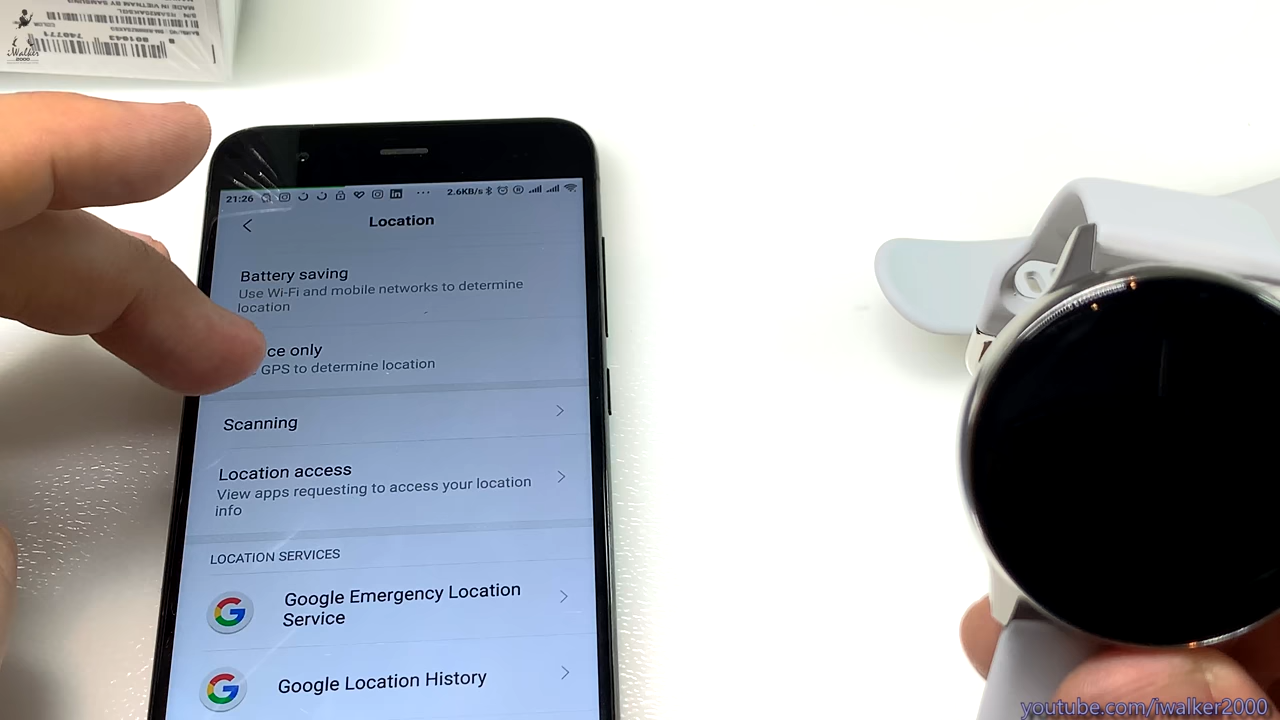 MADE IN VIETNAM BY SAMSUNG
iWalker
2000
21:26
2.6KB/s
Location
Battery saving
Use Wi-Fi and mobile networks to determine
location
ce only
GPS to determine location
Scanning
Location access
View apps requesting to access your location
info
LOCATION SERVICES
Google Emergency Location
Service
Google Location History
youtube.com/iwalker2000